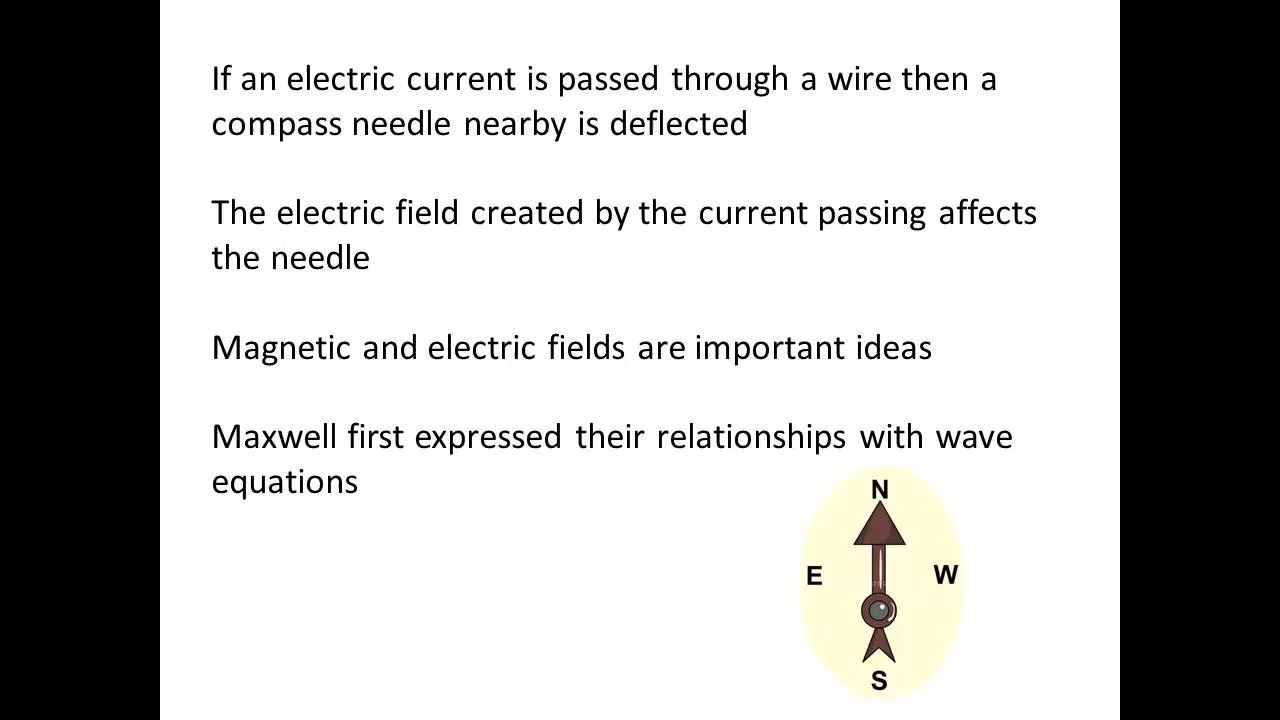 If an electric current is passed through a wire then a
compass needle nearby is deflected
The electric field created by the current passing affects
the needle
Magnetic and electric fields are important ideas
Maxwell first expressed their relationships with wave
equations
N
E W
S